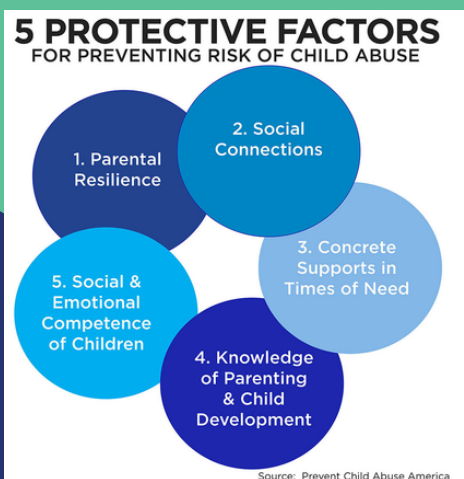 5 PROTECTIVE FACTORS
FOR PREVENTING RISK OF CHILD ABUSE
1. Parental
Resilience
2. Social
Connections
3. Concrete
Supports in
Times of Need
4. Knowledge
of Parenting
& Child
Development
5. Social &
Emotional
Competence
of Children
Source: Prevent Child Abuse America